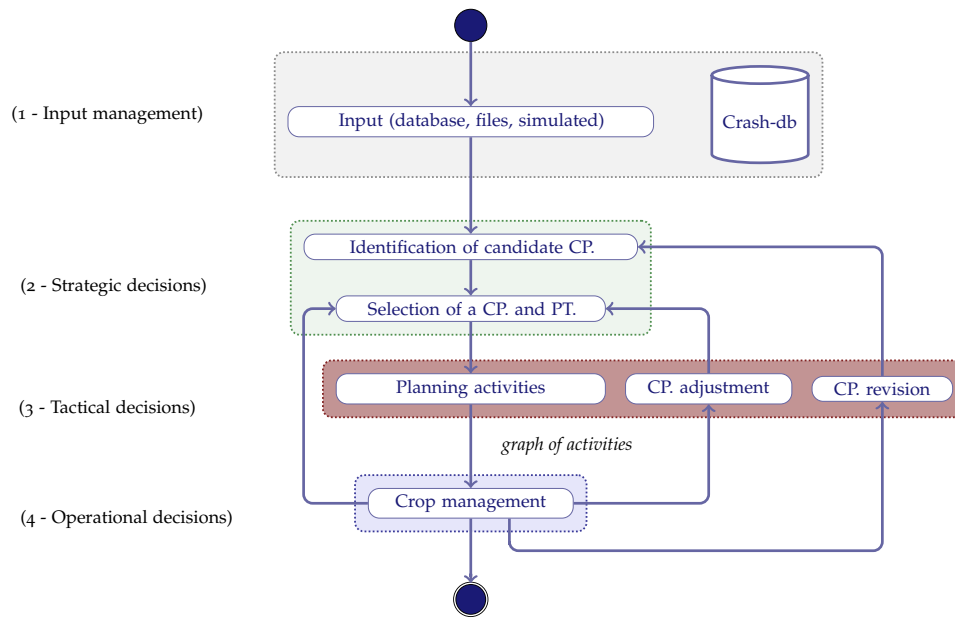 (1 - Input management)
Input (database, files, simulated)
Crash-db
Identification of candidate CP.
(2 - Strategic decisions)
Selection of a CP. and PT.
Planning activities
CP. adjustment
CP. revision
(3 - Tactical decisions)
graph of activities
Crop management
(4 - Operational decisions)